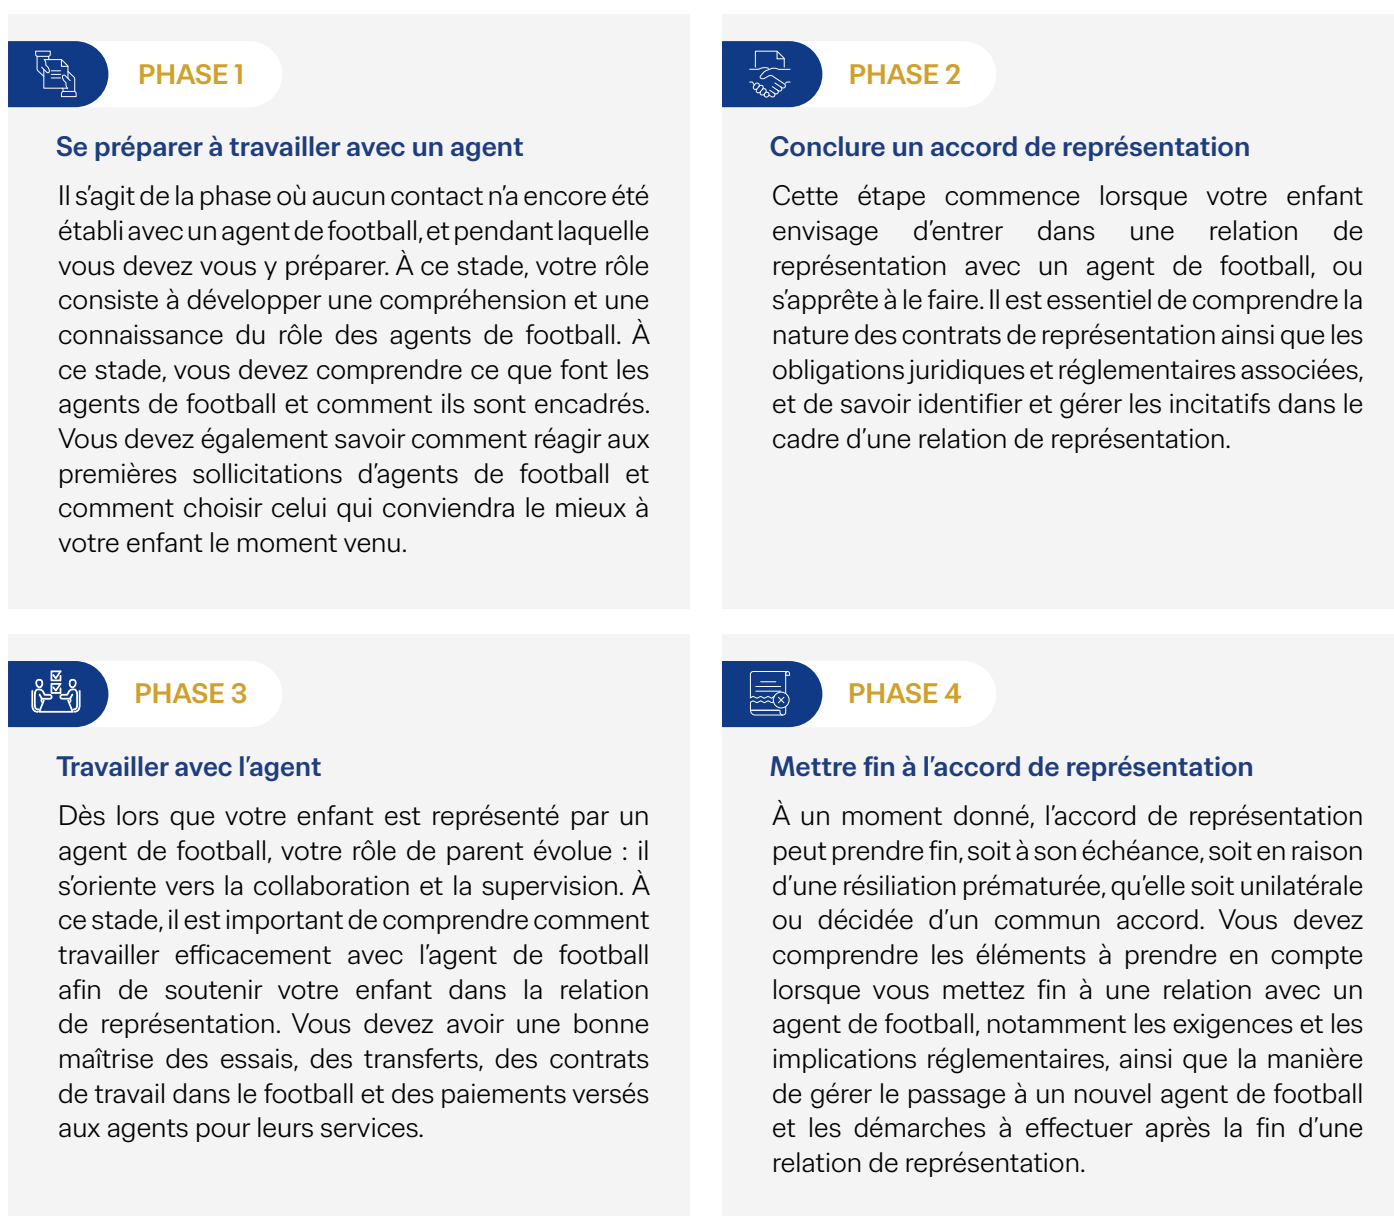 PHASE 1
Se préparer à travailler avec un agent
Il s’agit de la phase où aucun contact n’a encore été
établi avec un agent de football, et pendant laquelle
vous devez vous y préparer. À ce stade, votre rôle
consiste à développer une compréhension et une
connaissance du rôle des agents de football. À
ce stade, vous devez comprendre ce que font les
agents de football et comment ils sont encadrés.
Vous devez également savoir comment réagir aux
premières sollicitations d’agents de football et
comment choisir celui qui conviendra le mieux à
votre enfant le moment venu.
PHASE 2
Conclure un accord de représentation
Cette étape commence lorsque votre enfant
envisage d’entrer dans une relation de
représentation avec un agent de football, ou
s’apprête à le faire. Il est essentiel de comprendre la
nature des contrats de représentation ainsi que les
obligations juridiques et réglementaires associées,
et de savoir identifier et gérer les incitatifs dans le
cadre d’une relation de représentation.
PHASE 3
Travailler avec l’agent
Dès lors que votre enfant est représenté par un
agent de football, votre rôle de parent évolue : il
s’oriente vers la collaboration et la supervision. À
ce stade, il est important de comprendre comment
travailler efficacement avec l’agent de football
afin de soutenir votre enfant dans la relation
de représentation. Vous devez avoir une bonne
maîtrise des essais, des transferts, des contrats
de travail dans le football et des paiements versés
aux agents pour leurs services.
PHASE 4
Mettre fin à l’accord de représentation
À un moment donné, l’accord de représentation
peut prendre fin, soit à son échéance, soit en raison
d’une résiliation prématurée, qu’elle soit unilatérale
ou décidée d’un commun accord. Vous devez
comprendre les éléments à prendre en compte
lorsque vous mettez fin à une relation avec un
agent de football, notamment les exigences et les
implications réglementaires, ainsi que la manière
de gérer le passage à un nouvel agent de football
et les démarches à effectuer après la fin d’une
relation de représentation.